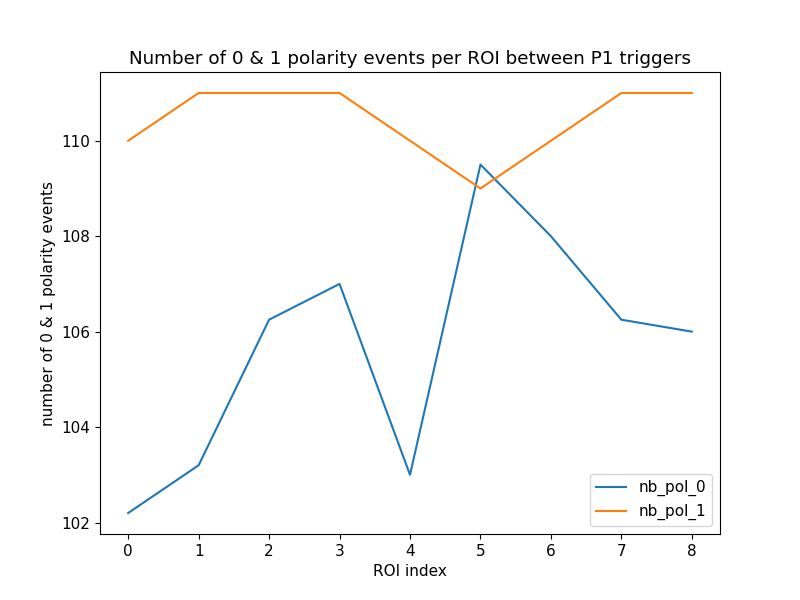 Number of 0 & 1 polarity events per ROI between P1 triggers
number of 0 & 1 polarity events
110
108
106
104
102
0 1 2 3 4 5 6 7 8
ROI index
nb_pol_0
nb_pol_1